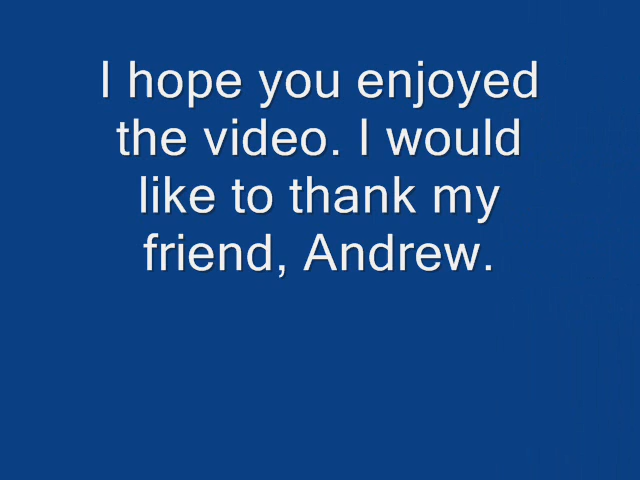 I hope you enjoyed
the video. I would
like to thank my
friend, Andrew.